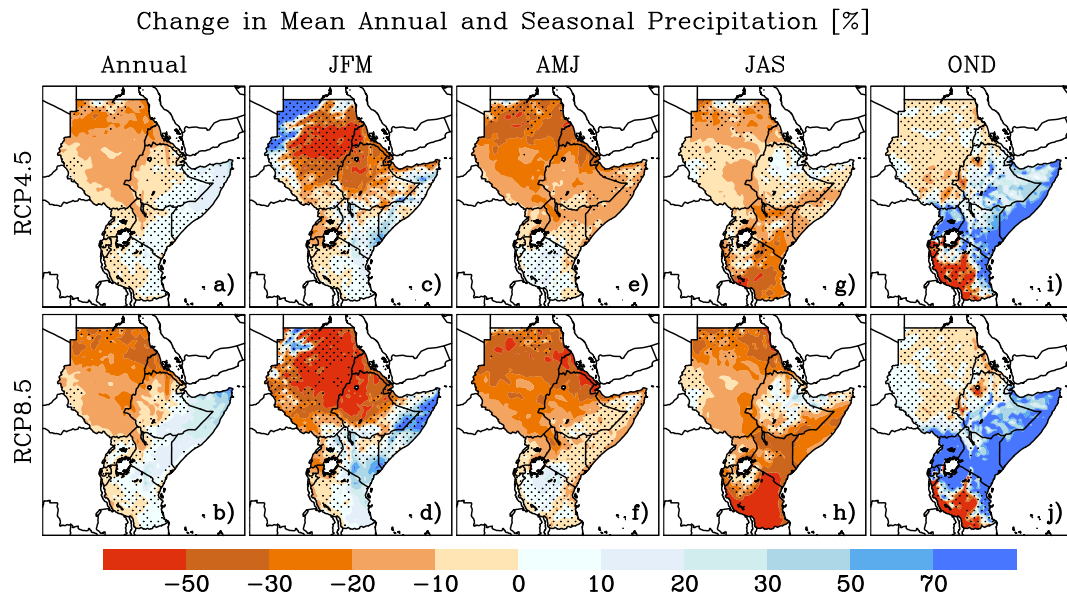 Change in Mean Annual and Seasonal Precipitation [%]
Annual JFM AMJ JAS OND
RCP4.5
a) c) e) g) i)
RCP8.5
b) d) f) h) j)
−50 −30 −20 −10 0 10 20 30 50 70